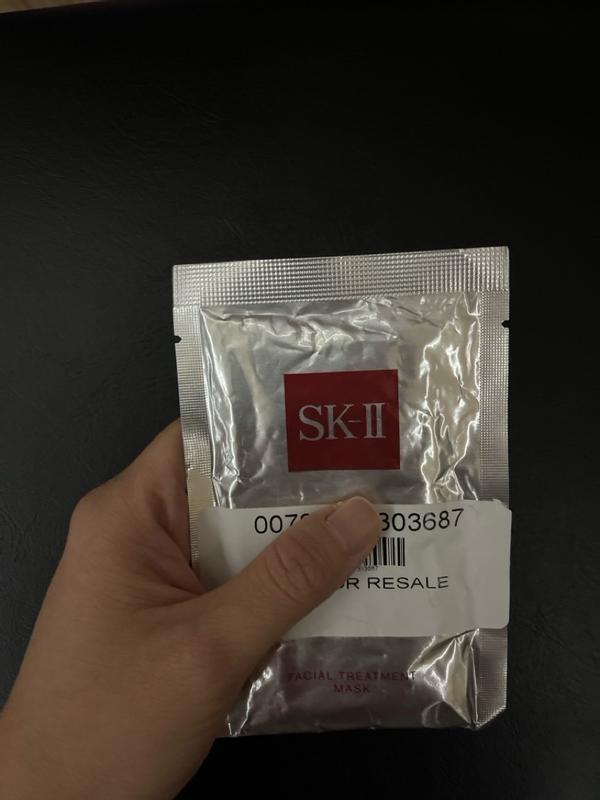 SK-II
303687
RESALE
FACIAL TREATMENT
MASK